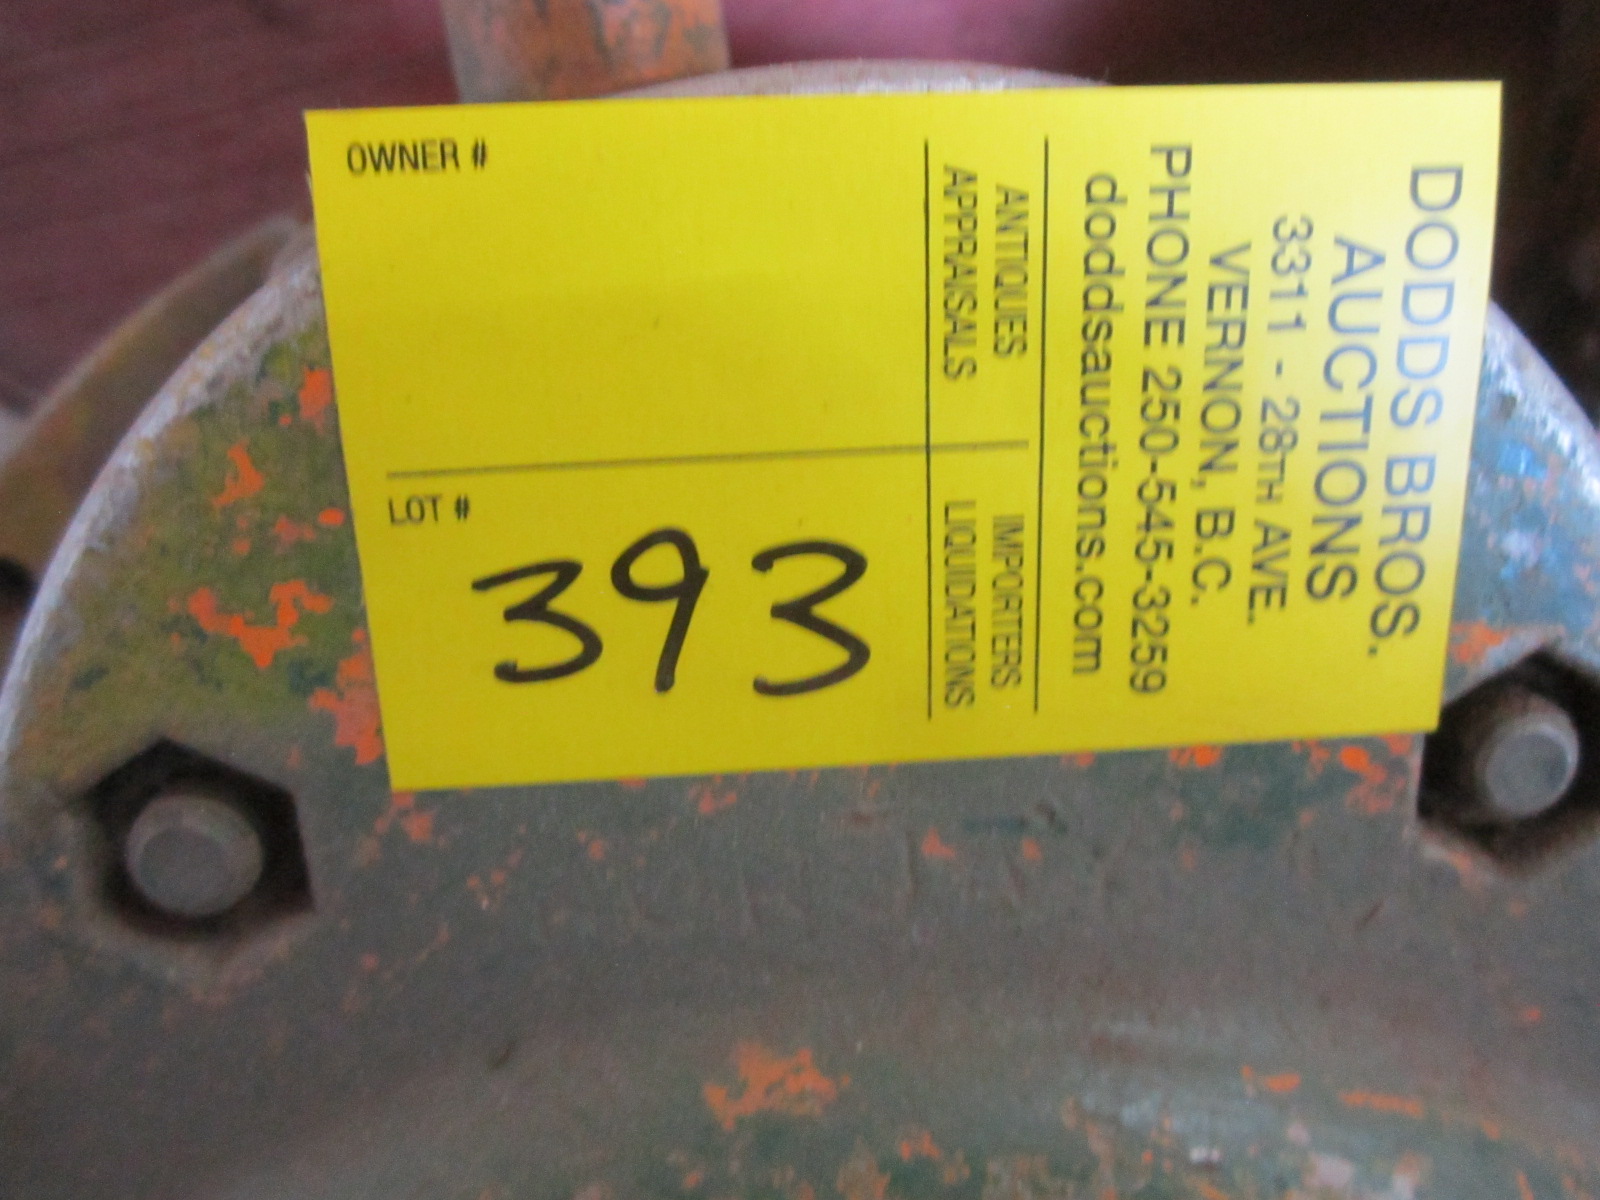 DODDS BROS.
AUCTIONS
3311 - 28TH AVE.
VERNON, B.C.
PHONE 250-545-3259
doddsauctions.com
ANTIQUES IMPORTERS
APPRAISALS LIQUIDATIONS
OWNER #
LOT #
393